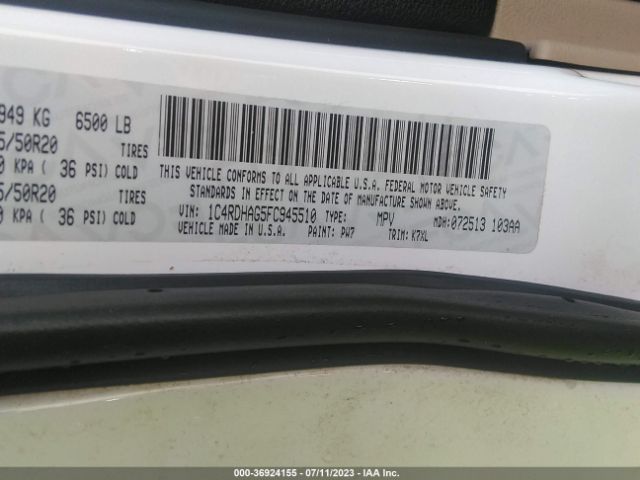 949 KG 6500 LB
5/50R20 TIRES
0 KPA ( 36 PSI) COLD
5/50R20 TIRES
0 KPA ( 36 PSI) COLD
THIS VEHICLE CONFORMS TO ALL APPLICABLE U.S.A. FEDERAL MOTOR VEHICLE SAFETY
STANDARDS IN EFFECT ON THE DATE OF MANUFACTURE SHOWN ABOVE.
VIN: 1C4RDHAG5FC945510 TYPE: MPV MDH: 072513 103AA
VEHICLE MADE IN U.S.A. PAINT: PW7 TRIM: K7XL
000-36924155 - 07/11/2023 - IAA Inc.